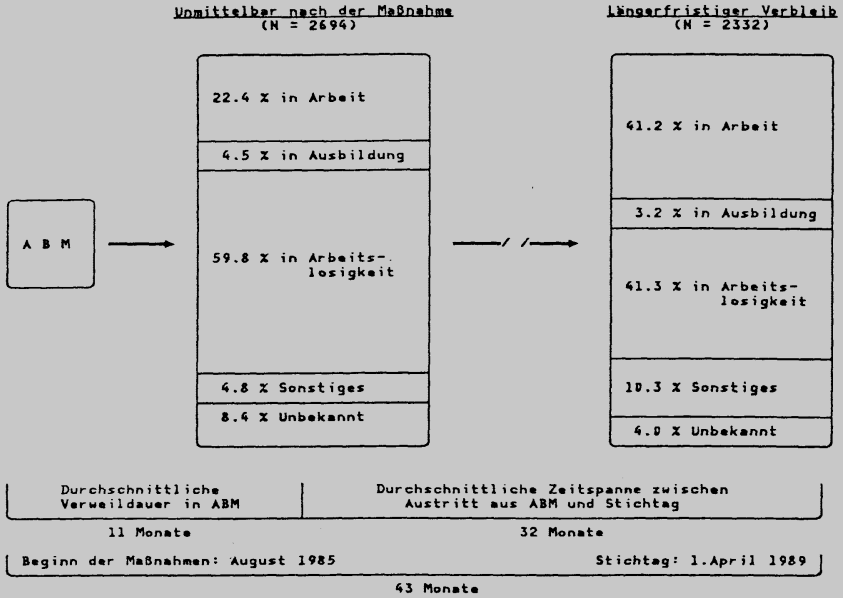 Unmittelbar nach der Maßnahme
(N = 2694)
Längerfristiger Verbleib
(N = 2332)
A B M
22.4 % in Arbeit
4.5 % in Ausbildung
59.8 % in Arbeits-
losigkeit
4.8 % Sonstiges
8.4 % Unbekannt
41.2 % in Arbeit
3.2 % in Ausbildung
41.3 % in Arbeits-
losigkeit
10.3 % Sonstiges
4.0 % Unbekannt
Durchschnittliche
Verweildauer in ABM
Durchschnittliche Zeitspanne zwischen
Austritt aus ABM und Stichtag
11 Monate
32 Monate
Beginn der Maßnahmen: August 1985
Stichtag: 1.April 1989
43 Monate